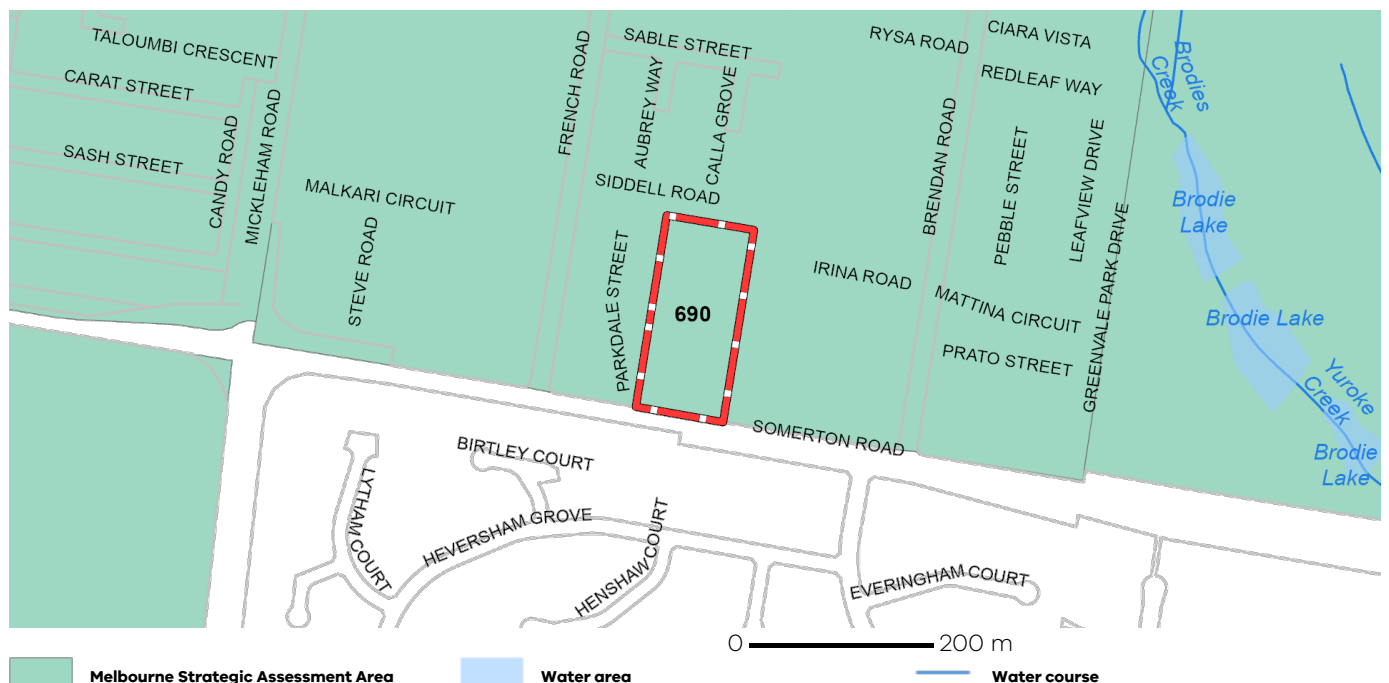 TALOUMBI CRESCENT
CARAT STREET
SASH STREET
CANDY ROAD
MICKLEHAM ROAD
MALKARI CIRCUIT
STEVE ROAD
FRENCH ROAD
SABLE STREET
AUBREY WAY
CALLA GROVE
SIDDELL ROAD
PARKDALE STREET
690
RYSA ROAD
CIARA VISTA
REDLEAF WAY
BRENDAN ROAD
PEBBLE STREET
LEAFVIEW DRIVE
GREENVALE PARK DRIVE
IRINA ROAD
MATTINA CIRCUIT
PRATO STREET
Brodies
Creek
Brodie
Lake
Brodie Lake
Yuroke
Creek
Brodie
Lake
SOMERTON ROAD
BIRTLEY COURT
LYTHAM COURT
HEVERSHAM GROVE
HENSHAW COURT
EVERINGHAM COURT
0 200 m
Melbourne Strategic Assessment Area
Water area
Water course